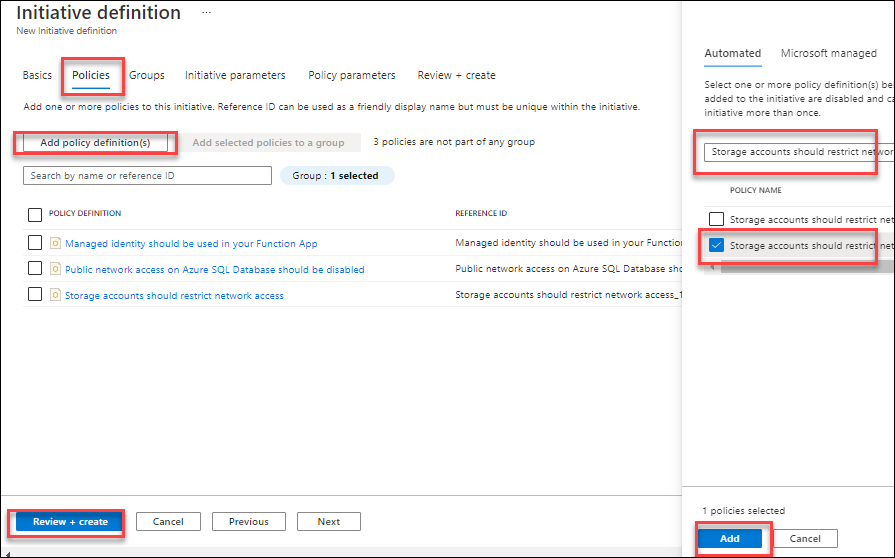 Initiative definition ...
New Initiative definition
Basics Policies Groups Initiative parameters Policy parameters Review + create
Add one or more policies to this initiative. Reference ID can be used as a friendly display name but must be unique within the initiative.
Add policy definition(s) Add selected policies to a group 3 policies are not part of any group
Search by name or reference ID Group : 1 selected
POLICY DEFINITION REFERENCE ID
Managed identity should be used in your Function App Managed identity should be used in your Function
Public network access on Azure SQL Database should be disabled Public network access on Azure SQL Database sho
Storage accounts should restrict network access Storage accounts should restrict network access_1
Review + create Cancel Previous Next
Automated Microsoft managed
Select one or more policy definition(s) be
added to the initiative are disabled and ca
initiative more than once.
Storage accounts should restrict networ
POLICY NAME
Storage accounts should restrict net
Storage accounts should restrict net
1 policies selected
Add Cancel